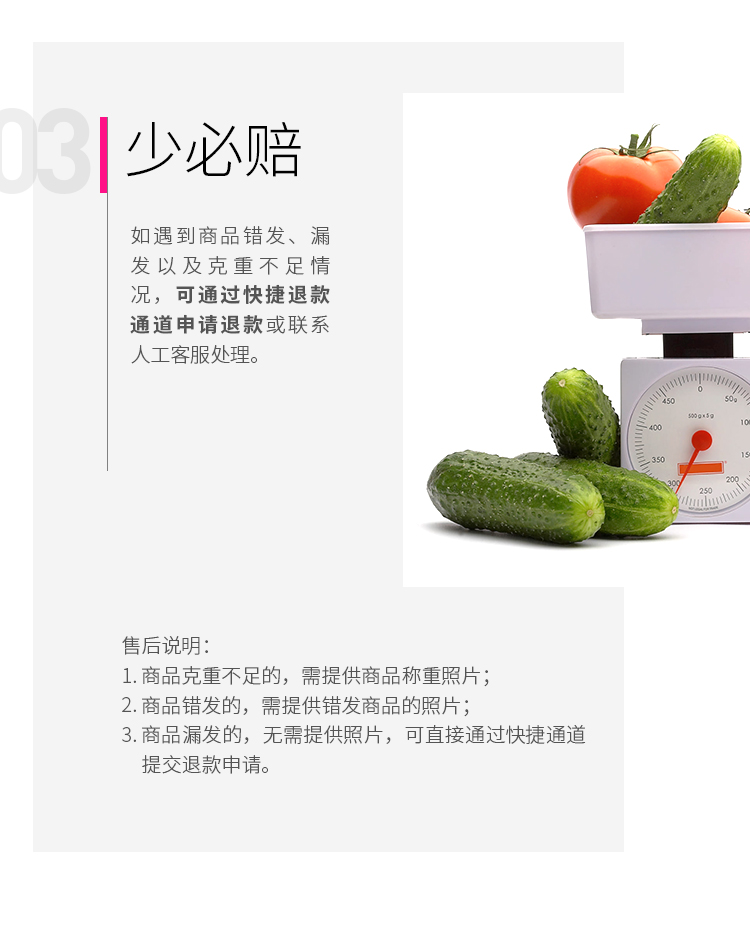 03
少必赔
如遇到商品错发、漏
发以及克重不足情
况，可通过快捷退款
通道申请退款或联系
人工客服处理。
0
50g
450
500 g x 5 g
400
100
350
150
300
200
250
售后说明：
1. 商品克重不足的，需提供商品称重照片；
2. 商品错发的，需提供错发商品的照片；
3. 商品漏发的，无需提供照片，可直接通过快捷通道
提交退款申请。